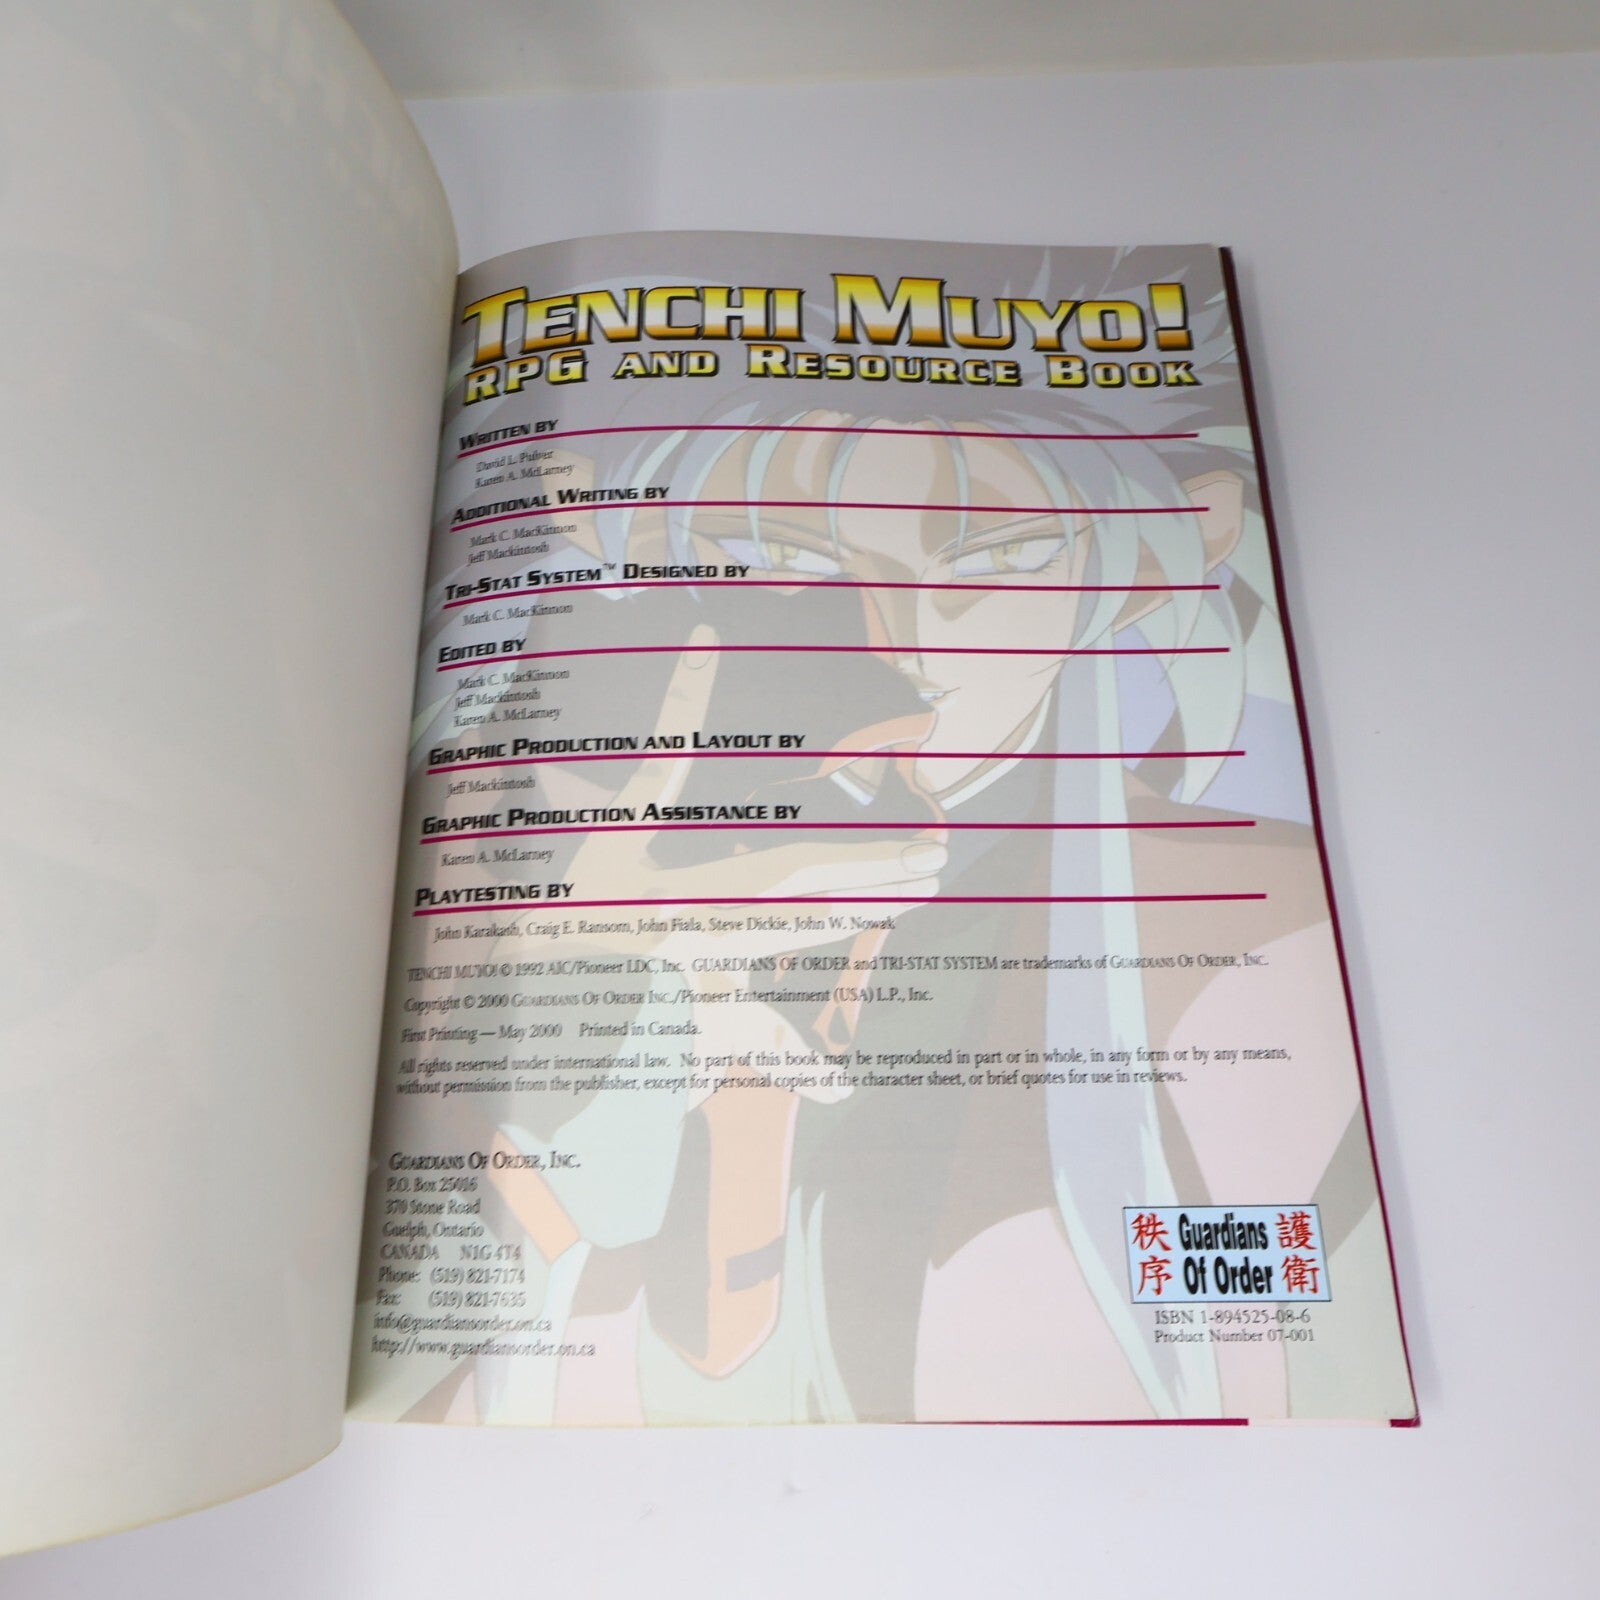 TENCHI MUYO!
RPG AND RESOURCE BOOK
WRITTEN BY
David L. Pulver
Karen A. McLarney
ADDITIONAL WRITING BY
Mark C. MacKinnon
Jeff Mackintosh
TRI-STAT SYSTEM™ DESIGNED BY
Mark C. MacKinnon
EDITED BY
Mark C. MacKinnon
Jeff Mackintosh
Karen A. McLarney
GRAPHIC PRODUCTION AND LAYOUT BY
Jeff Mackintosh
GRAPHIC PRODUCTION ASSISTANCE BY
Karen A. McLarney
PLAYTESTING BY
John Karakash, Craig E. Ransom, John Fiala, Steve Dickie, John W. Nowak
TENCHI MUYO! © 1992 AIC/Pioneer LDC, Inc. GUARDIANS OF ORDER and TRI-STAT SYSTEM are trademarks of GUARDIANS OF ORDER, INC.
Copyright © 2000 GUARDIANS OF ORDER INC./Pioneer Entertainment (USA) L.P., Inc.
First Printing — May 2000 Printed in Canada.
All rights reserved under international law. No part of this book may be reproduced in part or in whole, in any form or by any means,
without permission from the publisher, except for personal copies of the character sheet, or brief quotes for use in reviews.
GUARDIANS OF ORDER, INC.
P.O. Box 25016
370 Stone Road
Guelph, Ontario
CANADA N1G 4T4
Phone: (519) 821-7174
Fax: (519) 821-7635
info@guardiansorder.on.ca
http://www.guardiansorder.on.ca
秩序 Guardians Of Order 護衛
ISBN 1-894525-08-6
Product Number 07-001